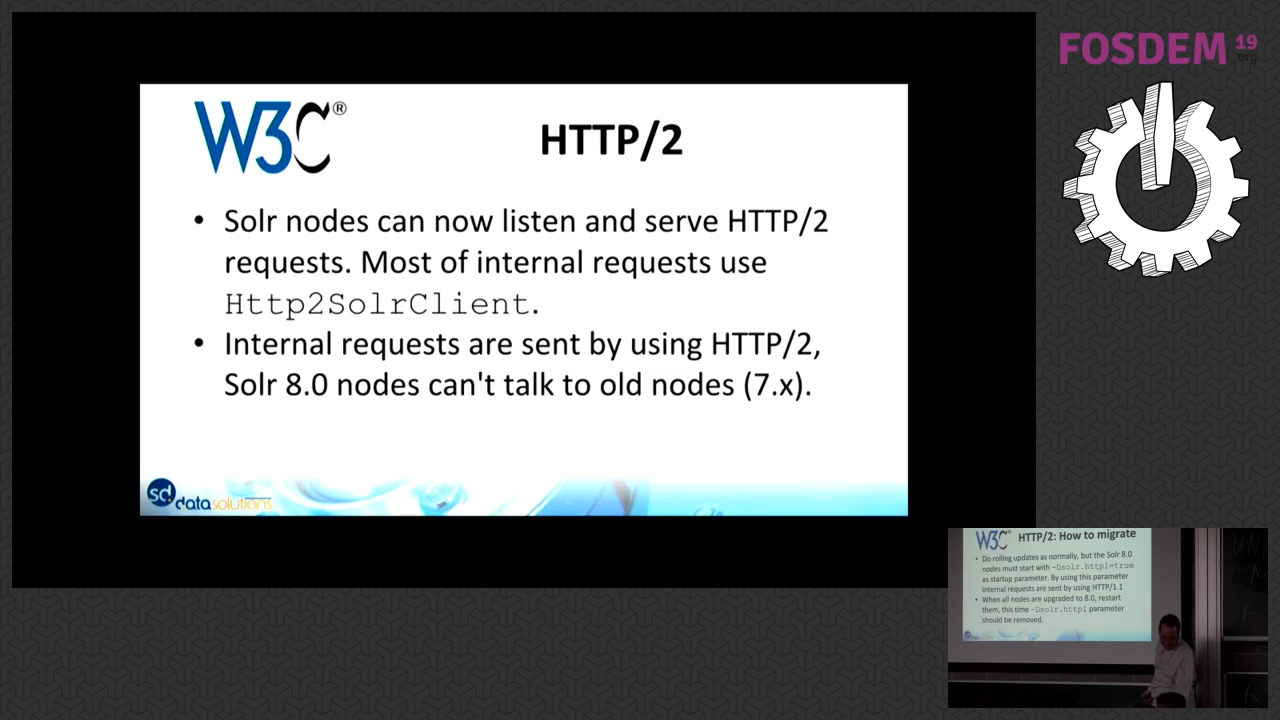 FOSDEM 19
.org
W3C®
HTTP/2
• Solr nodes can now listen and serve HTTP/2
requests. Most of internal requests use
Http2SolrClient.
• Internal requests are sent by using HTTP/2,
Solr 8.0 nodes can't talk to old nodes (7.x).
sd. datasolutions
W3C
HTTP/2: How to migrate
• Do rolling updates as normally, but the Solr 8.0
nodes must start with -Dsolr.http1=true
as startup parameter. By using this parameter
internal requests are sent by using HTTP/1.1
• When all nodes are upgraded to 8.0, restart
them, this time -Dsolr.http1 parameter
should be removed.